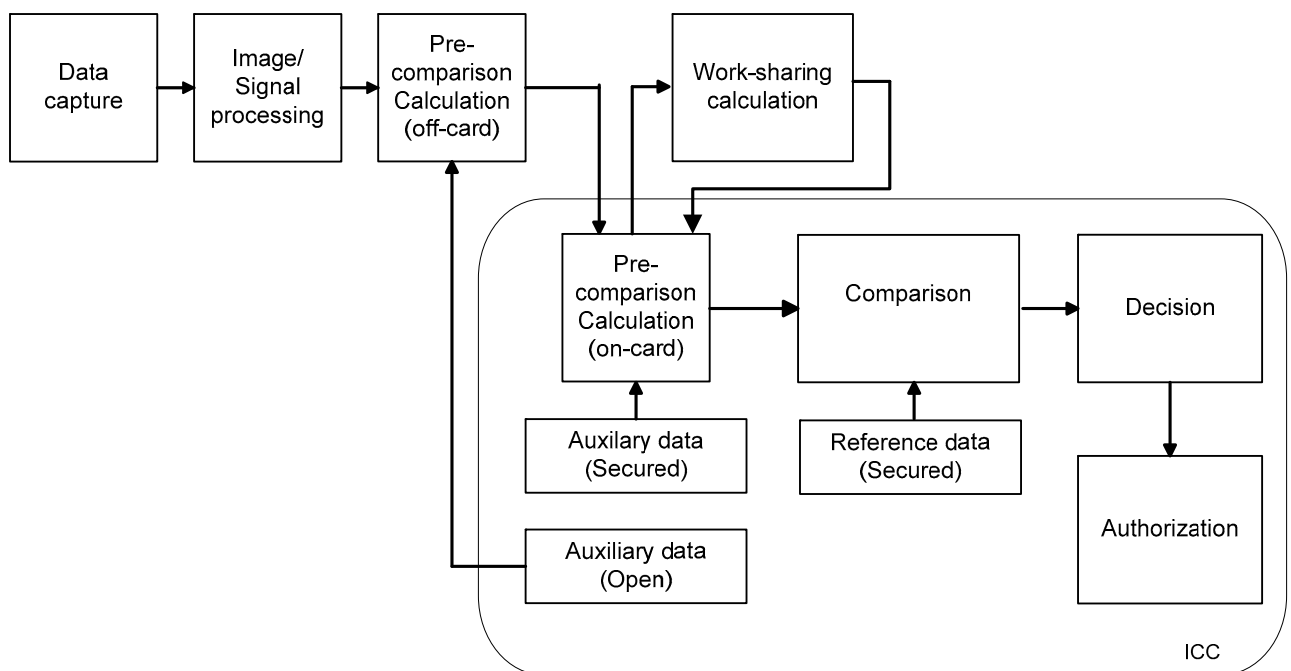 Data
capture
Image/
Signal
processing
Pre-
comparison
Calculation
(off-card)
Work-sharing
calculation
Pre-
comparison
Calculation
(on-card)
Comparison
Decision
Auxilary data
(Secured)
Reference data
(Secured)
Authorization
Auxiliary data
(Open)
ICC